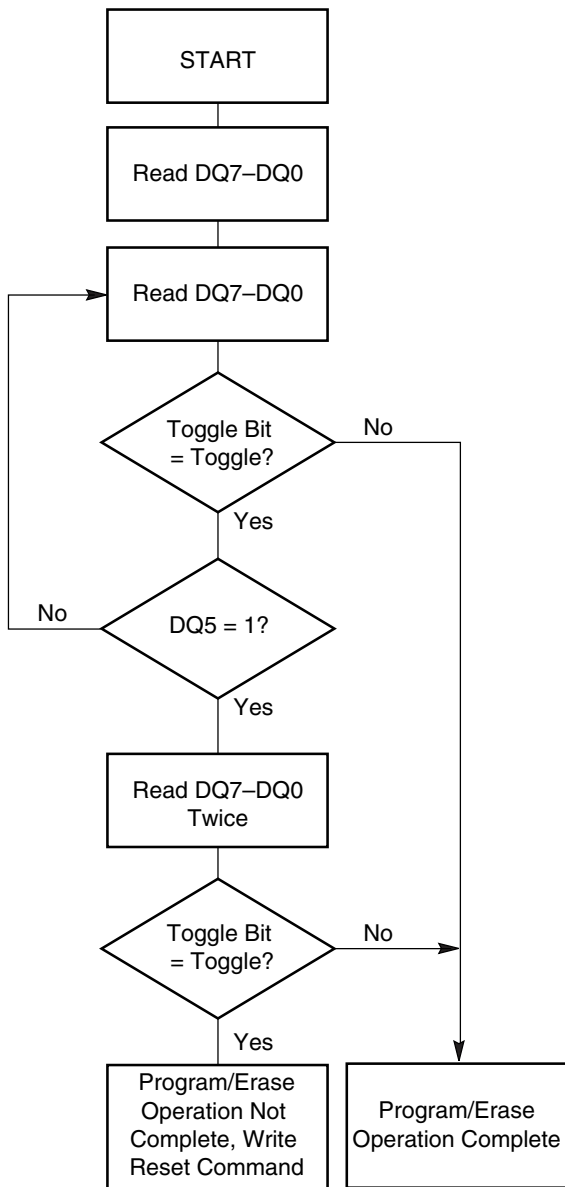 START
Read DQ7–DQ0
Read DQ7–DQ0
Toggle Bit
= Toggle?
No
Yes
No
DQ5 = 1?
Yes
Read DQ7–DQ0
Twice
Toggle Bit
= Toggle?
No
Yes
Program/Erase
Operation Not
Complete, Write
Reset Command
Program/Erase
Operation Complete